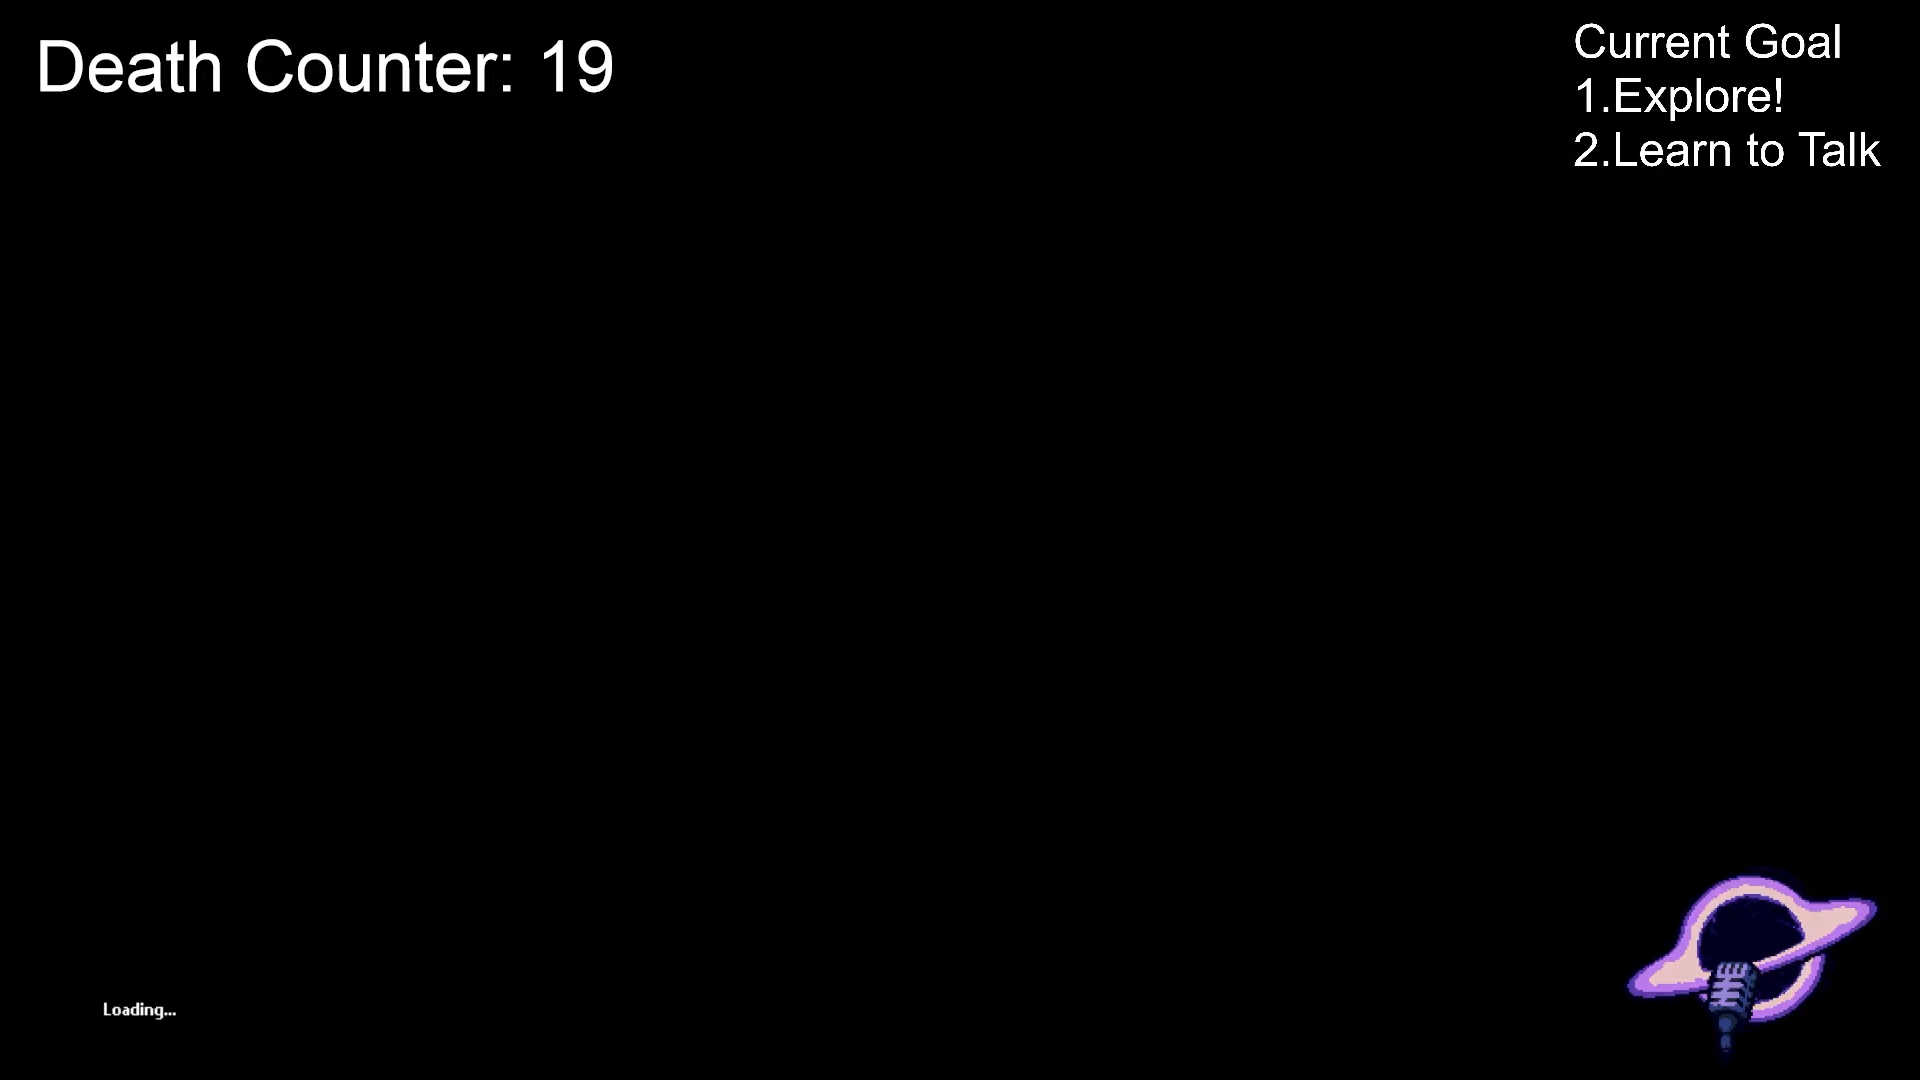 Death Counter: 19
Current Goal
1.Explore!
2.Learn to Talk
Loading...